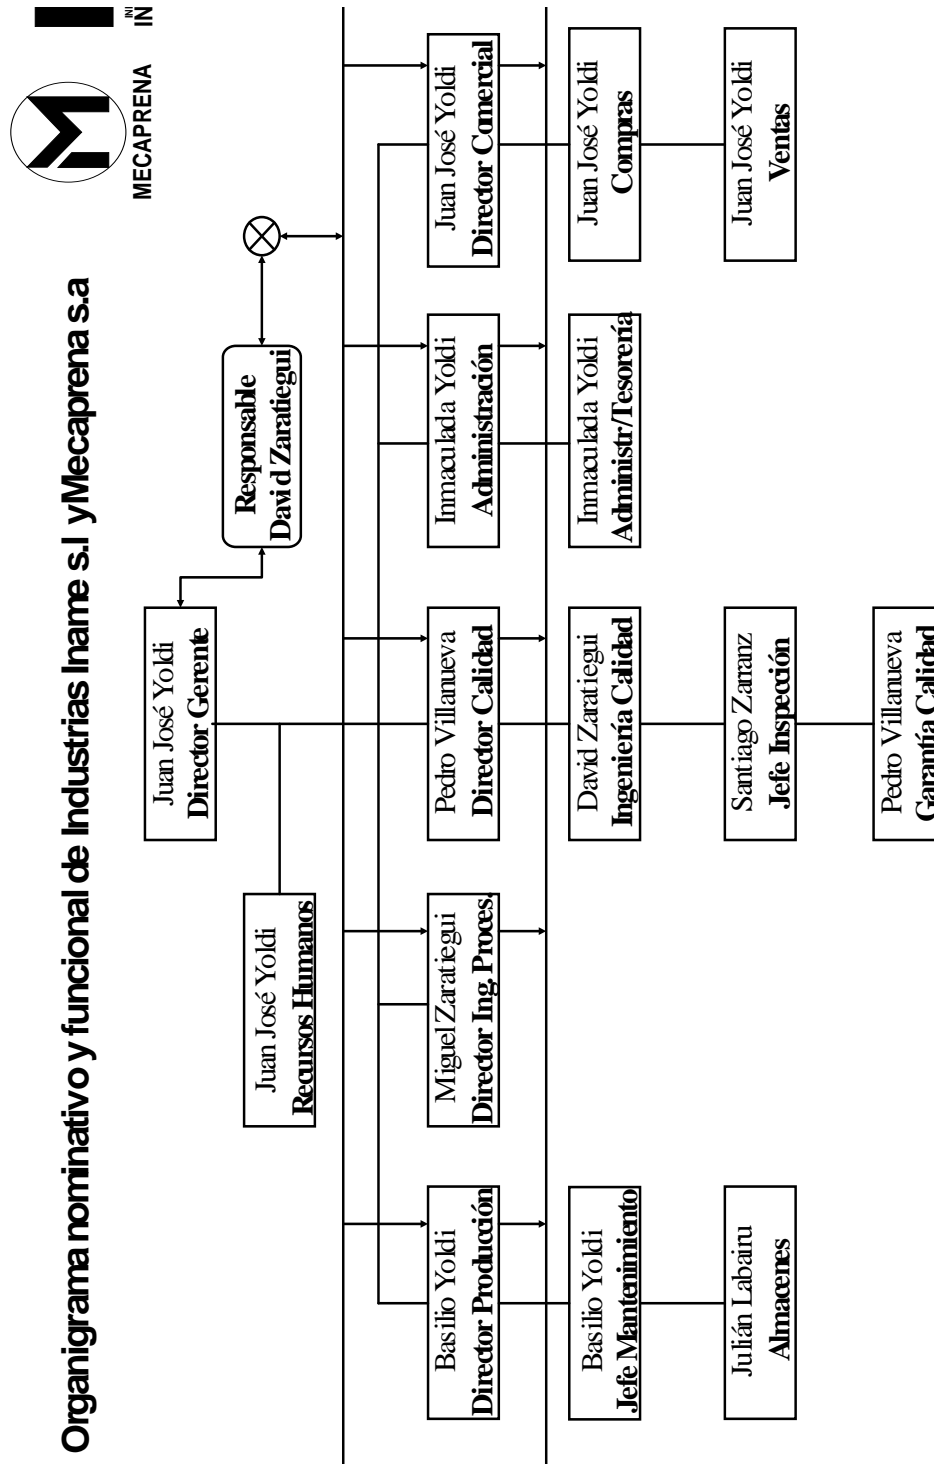 Organigrama nominativo y funcional de Industrias Iname s.l y Mecaprena s.a
MECAPRENA
INI
IN
Juan José Yoldi
Director Gerente
Responsable
David Zaratiegui
Juan José Yoldi
Recursos Humanos
Basilio Yoldi
Director Producción
Miguel Zaratiegui
Director Ing. Proces.
Pedro Villanueva
Director Calidad
Inmaculada Yoldi
Administración
Juan José Yoldi
Director Comercial
Basilio Yoldi
Jefe Mantenimiento
David Zaratiegui
Ingeniería Calidad
Inmaculada Yoldi
Administr/Tesorería
Juan José Yoldi
Compras
Julián Labairu
Almacenes
Santiago Zarranz
Jefe Inspección
Juan José Yoldi
Ventas
Pedro Villanueva
Garantía Calidad